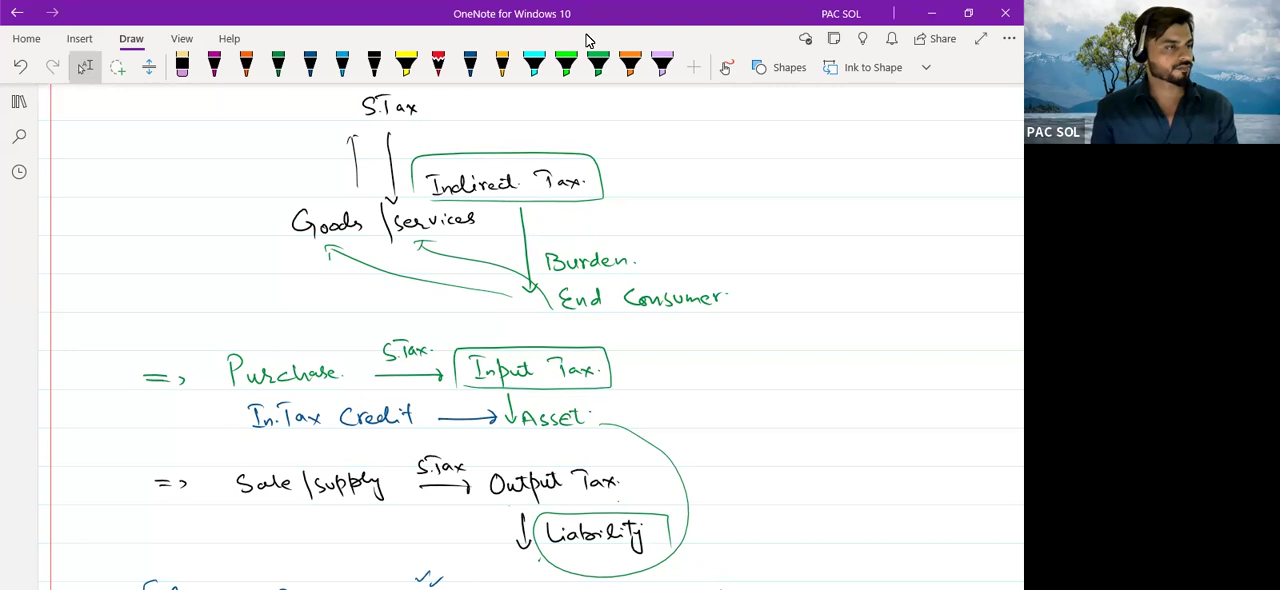 OneNote for Windows 10
PAC SOL
Home Insert Draw View Help
Share
Shapes
Ink to Shape
PAC SOL
S.Tax
Indirect Tax.
Goods / Services
Burden.
End Consumer.
=> Purchase. S.Tax. Input Tax.
In.Tax Credit Asset.
=> Sale / Supply S.Tax Output Tax.
Liability